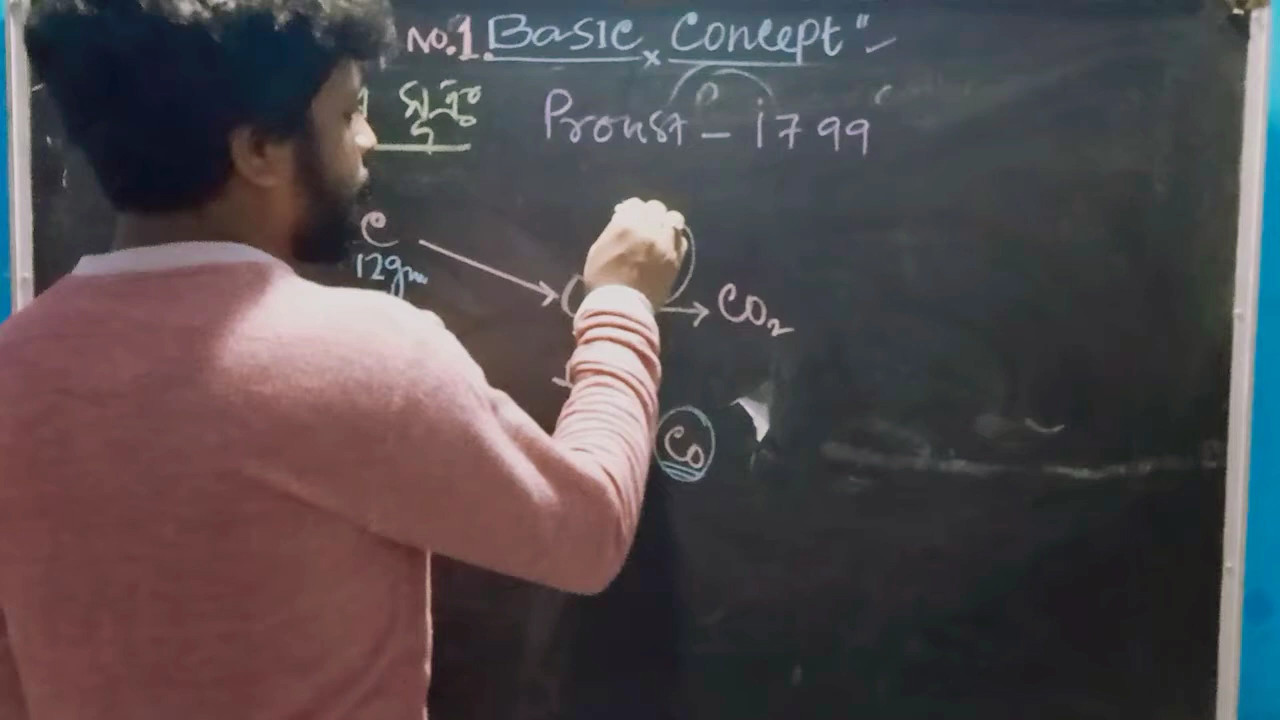 No.1. Basic Concept"
সূত্রঃ Proust - 1799
C
12gm
CO₂
CO